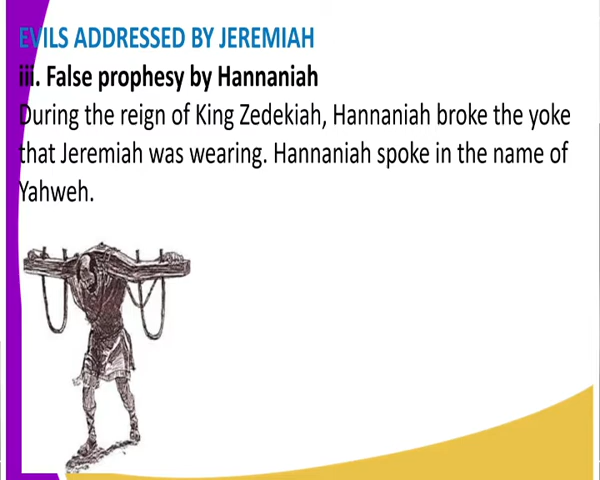 EVILS ADDRESSED BY JEREMIAH
iii. False prophesy by Hannaniah
During the reign of King Zedekiah, Hannaniah broke the yoke
that Jeremiah was wearing. Hannaniah spoke in the name of
Yahweh.